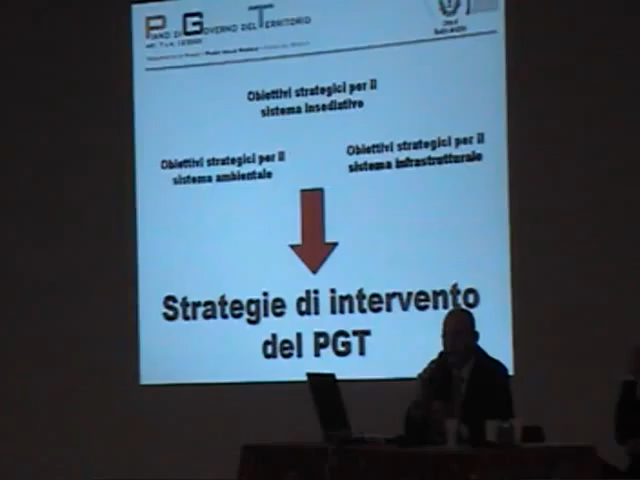 PIANO DI GOVERNO DEL TERRITORIO
Obiettivi strategici per il
sistema insediativo
Obiettivi strategici per il
sistema ambientale
Obiettivi strategici per il
sistema infrastrutturale
Strategie di intervento
del PGT